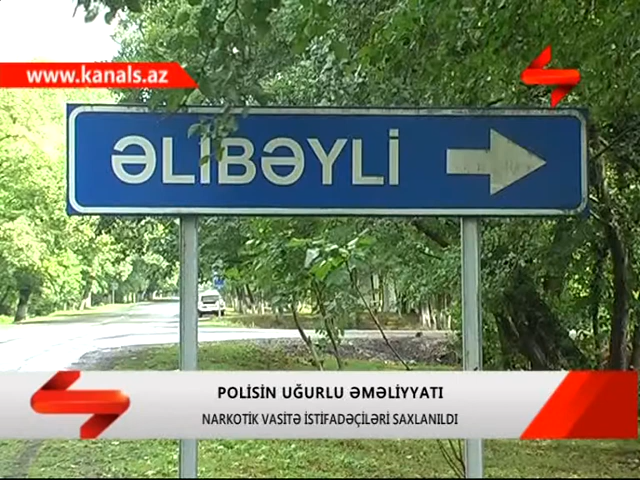 www.kanals.az
ƏLİBƏYLİ
POLİSİN UĞURLU ƏMƏLİYYATI
NARKOTİK VASİTƏ İSTİFADƏÇİLƏRİ SAXLANILDI